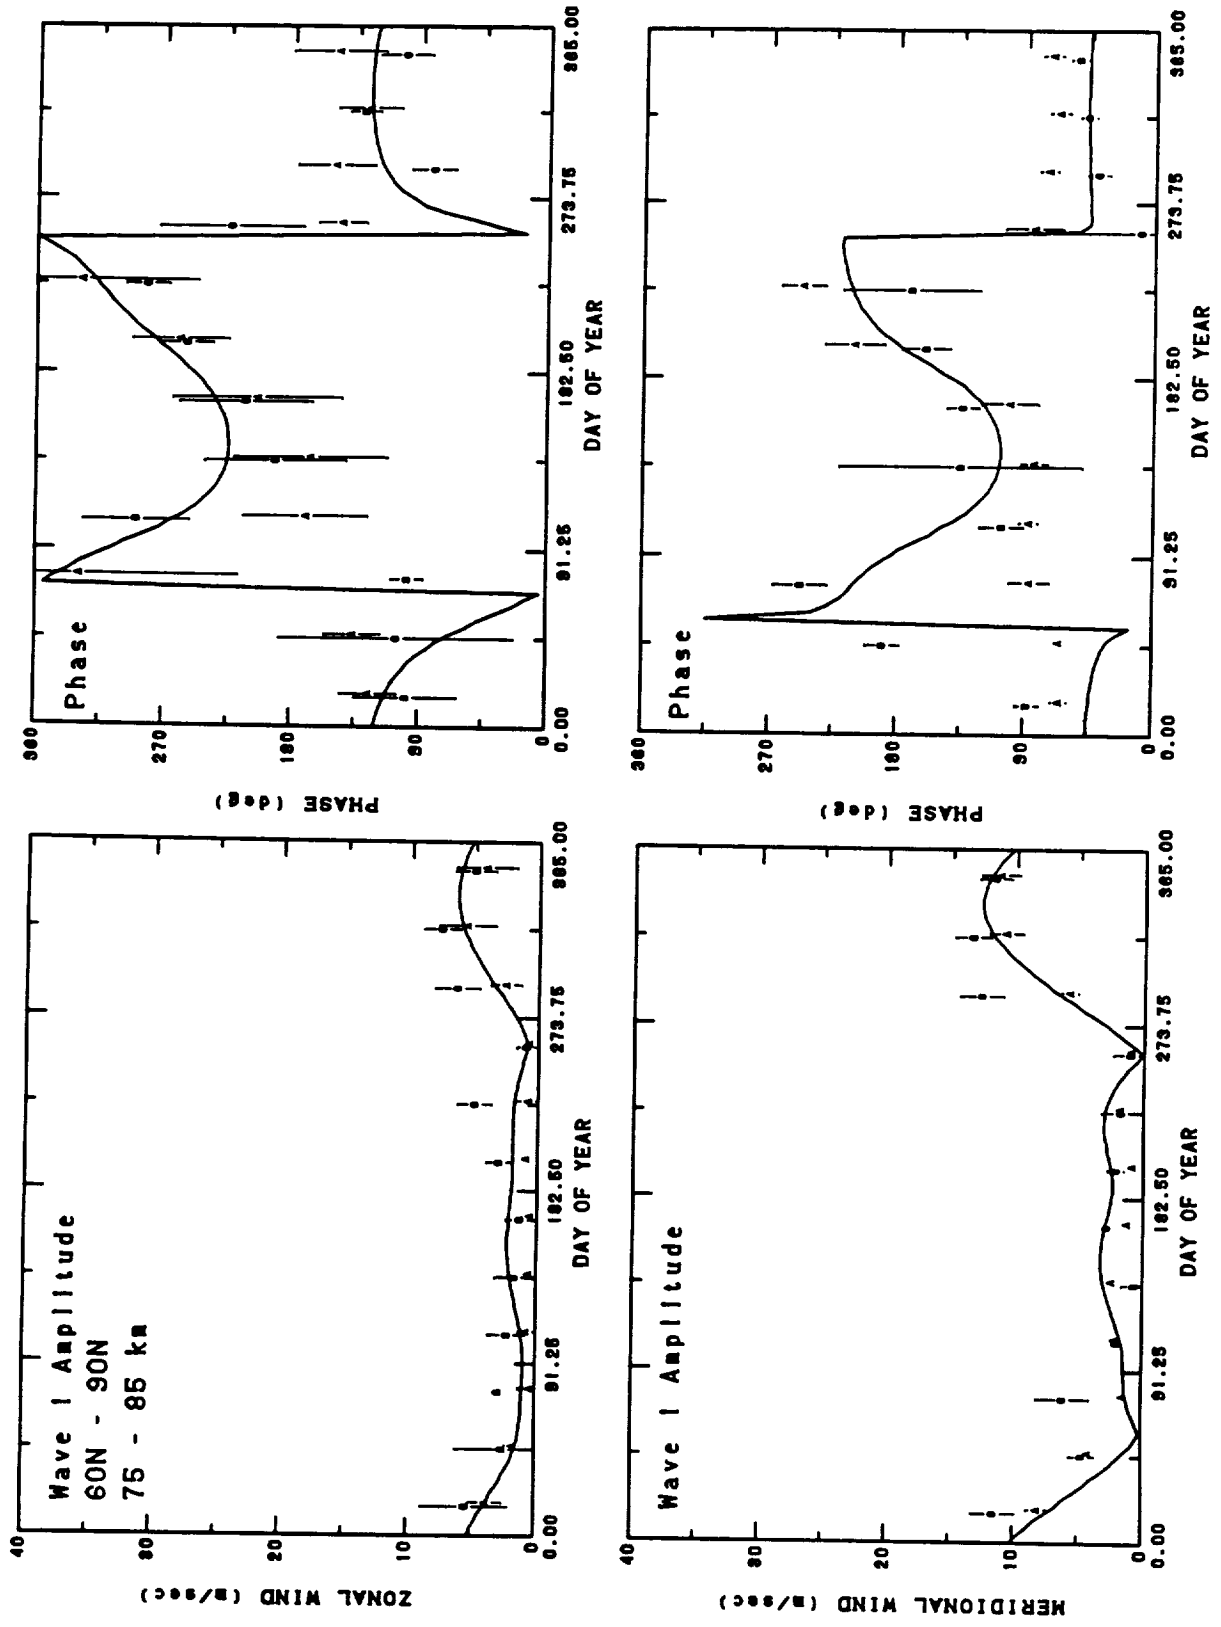 Wave 1 Amplitude
60N - 90N
75 - 85 km
40
30
20
10
0
ZONAL WIND (m/sec)
0.00
91.25
182.50
273.75
365.00
DAY OF YEAR
Phase
360
270
180
90
0
PHASE (deg)
0.00
91.25
182.50
273.75
365.00
DAY OF YEAR
Wave 1 Amplitude
40
30
20
10
0
MERIDIONAL WIND (m/sec)
0.00
91.25
182.50
273.75
365.00
DAY OF YEAR
Phase
360
270
180
90
0
PHASE (deg)
0.00
91.25
182.50
273.75
365.00
DAY OF YEAR